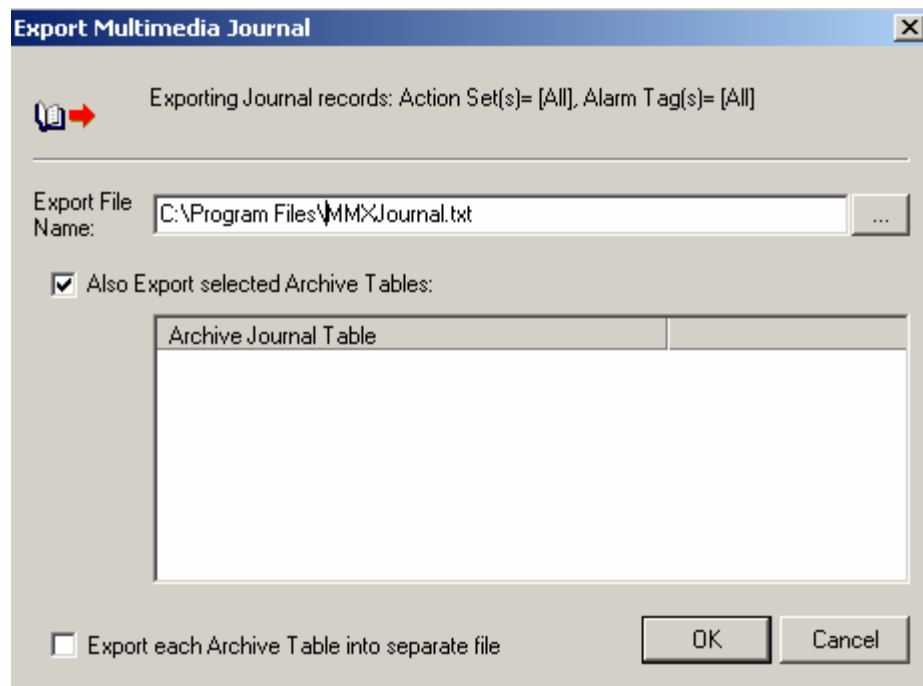 Export Multimedia Journal
Exporting Journal records: Action Set(s)= [All], Alarm Tag(s)= [All]
Export File
Name:
C:\Program Files\MMXJournal.txt
...
Also Export selected Archive Tables:
Archive Journal Table
Export each Archive Table into separate file
OK
Cancel